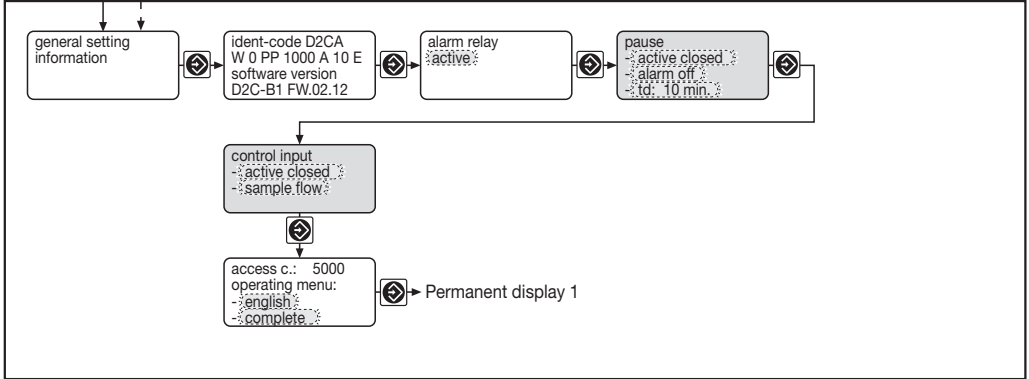 general setting
information
ident-code D2CA
W 0 PP 1000 A 10 E
software version
D2C-B1 FW.02.12
alarm relay
active
pause
- active closed
- alarm off
- td: 10 min.
control input
- active closed
- sample flow
access c.: 5000
operating menu:
- english
- complete
Permanent display 1